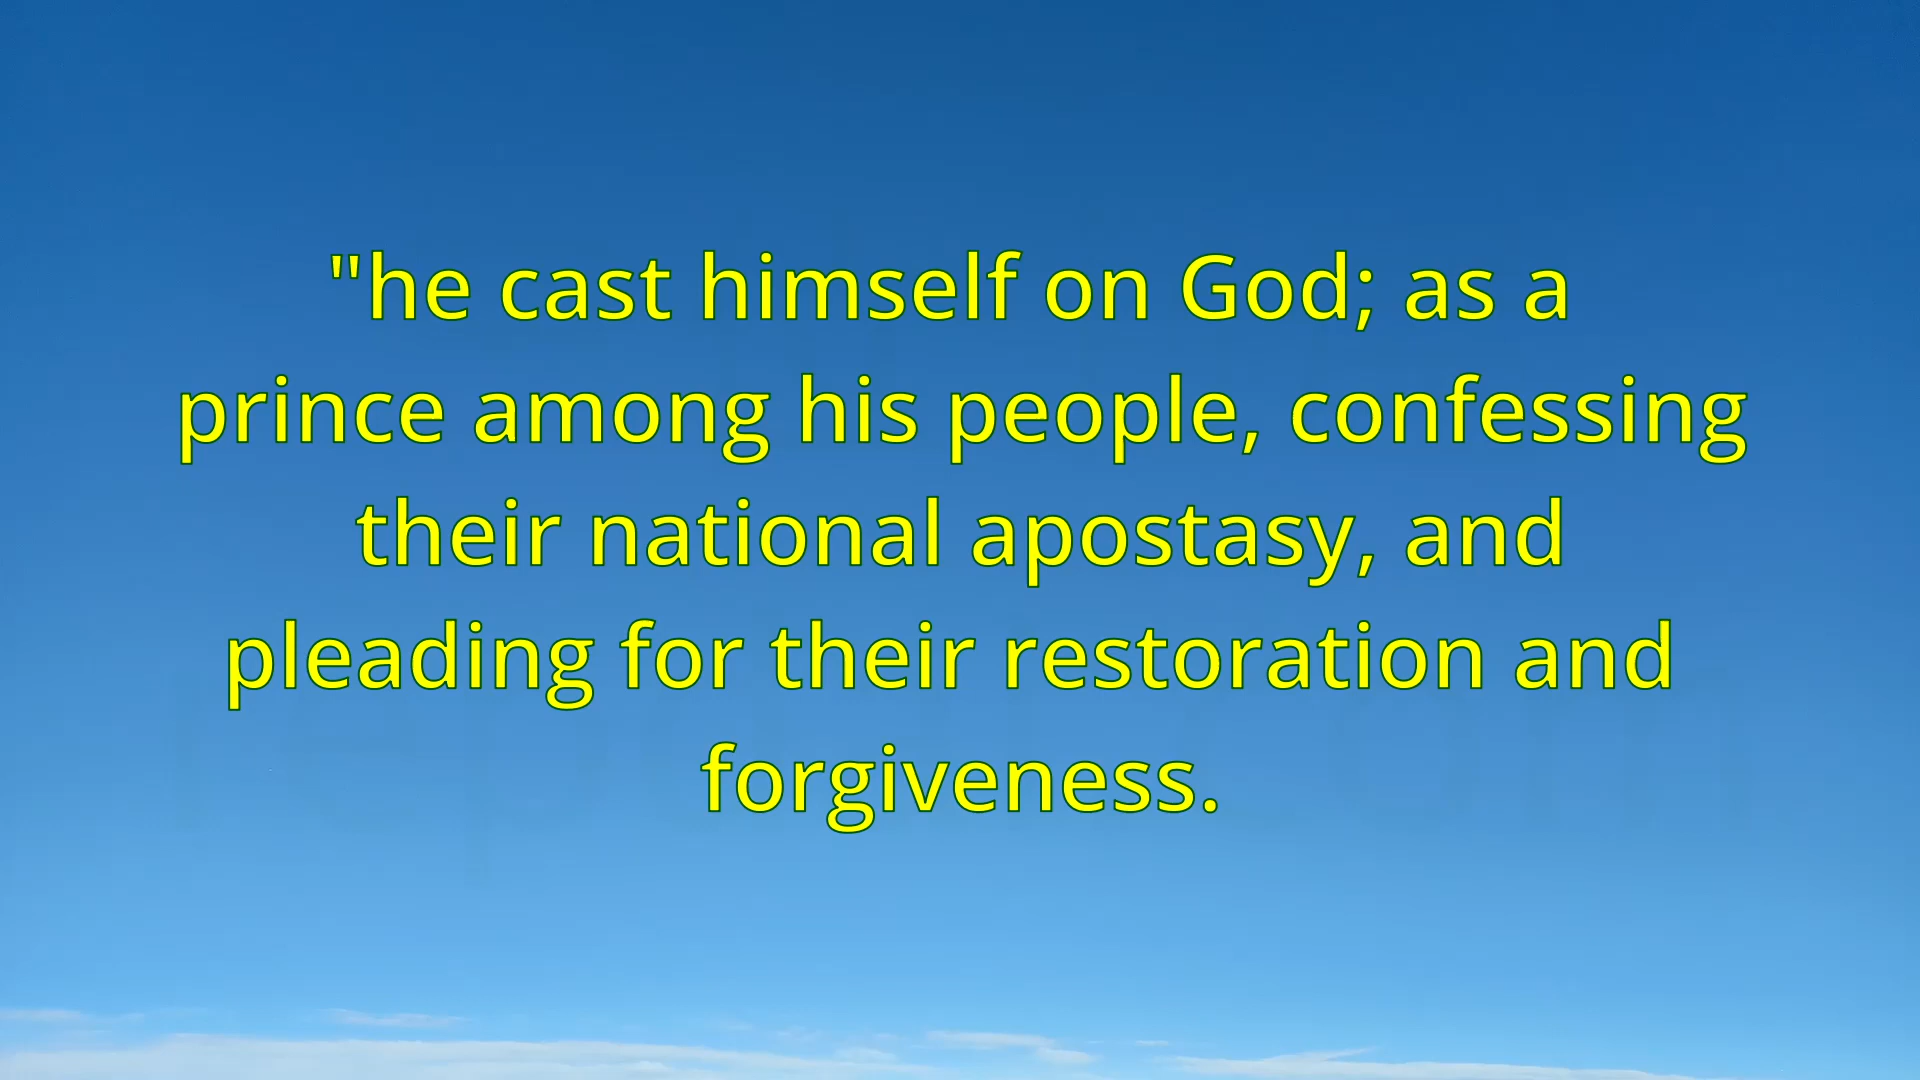 "he cast himself on God; as a
prince among his people, confessing
their national apostasy, and
pleading for their restoration and
forgiveness.